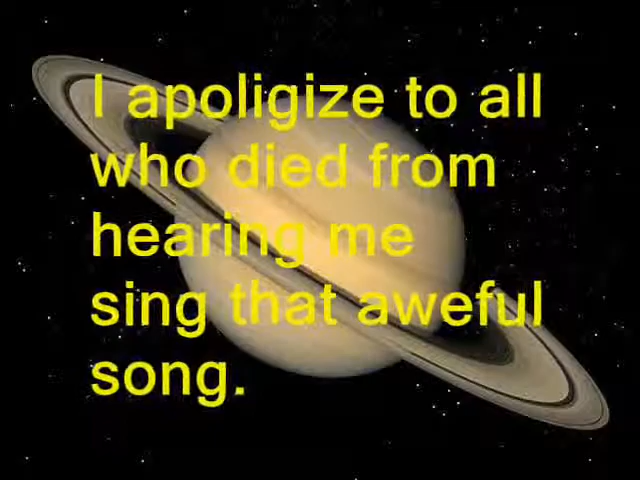 I apoligize to all
who died from
hearing me
sing that aweful
song.